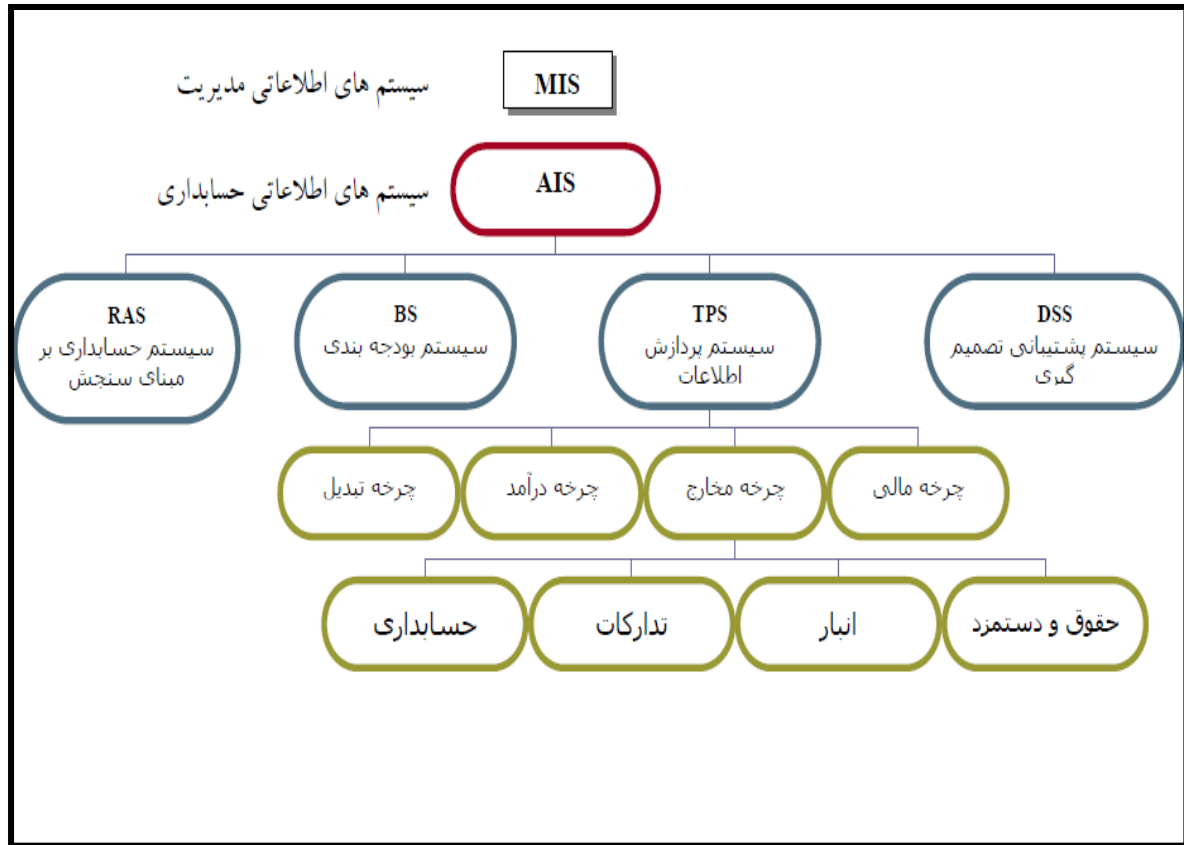 سیستم های اطلاعاتی مدیریت
MIS
سیستم های اطلاعاتی حسابداری
AIS
DSS
سیستم پشتیبانی تصمیم
گیری
TPS
سیستم پردازش
اطلاعات
BS
سیستم بودجه بندی
RAS
سیستم حسابداری بر
مبنای سنجش
چرخه مالی
چرخه مخارج
چرخه درآمد
چرخه تبدیل
حقوق و دستمزد
انبار
تدارکات
حسابداری